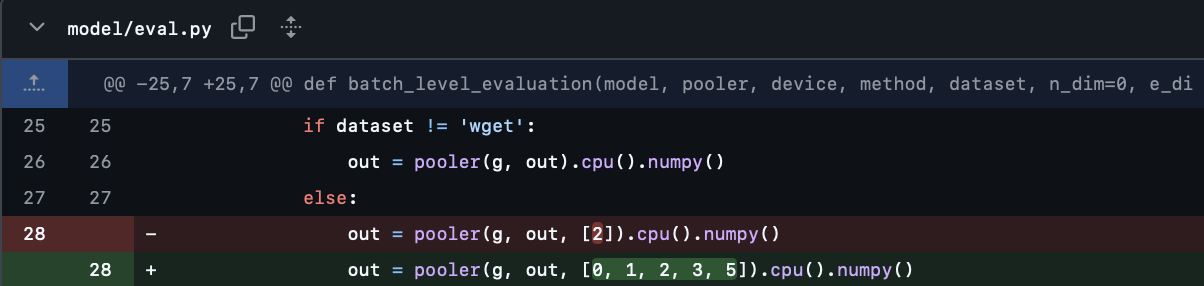 model/eval.py
@@ -25,7 +25,7 @@ def batch_level_evaluation(model, pooler, device, method, dataset, n_dim=0, e_di
25 25 if dataset != 'wget':
26 26 out = pooler(g, out).cpu().numpy()
27 27 else:
28 - out = pooler(g, out, [2]).cpu().numpy()
28 + out = pooler(g, out, [0, 1, 2, 3, 5]).cpu().numpy()